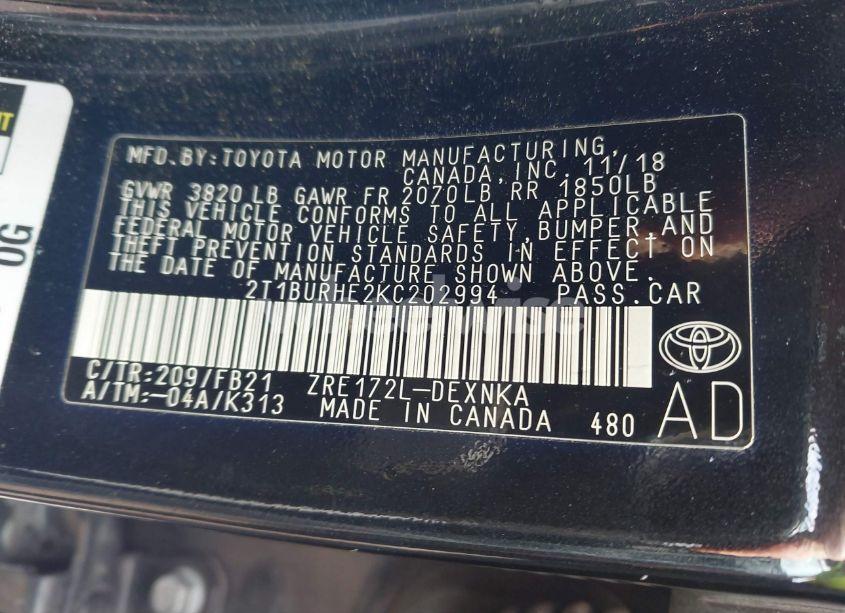 MFD.BY:TOYOTA MOTOR MANUFACTURING,
CANADA,INC. 11/18
GVWR 3820 LB GAWR FR 2070LB RR 1850LB
THIS VEHICLE CONFORMS TO ALL APPLICABLE
FEDERAL MOTOR VEHICLE SAFETY,BUMPER,AND
THEFT PREVENTION STANDARDS IN EFFECT ON
THE DATE OF MANUFACTURE SHOWN ABOVE.
2T1BURHE2KC202994 PASS.CAR
C/TR:209/FB21 ZRE172L-DEXNKA
A/TM:-04A/K313 MADE IN CANADA 480 AD
OG